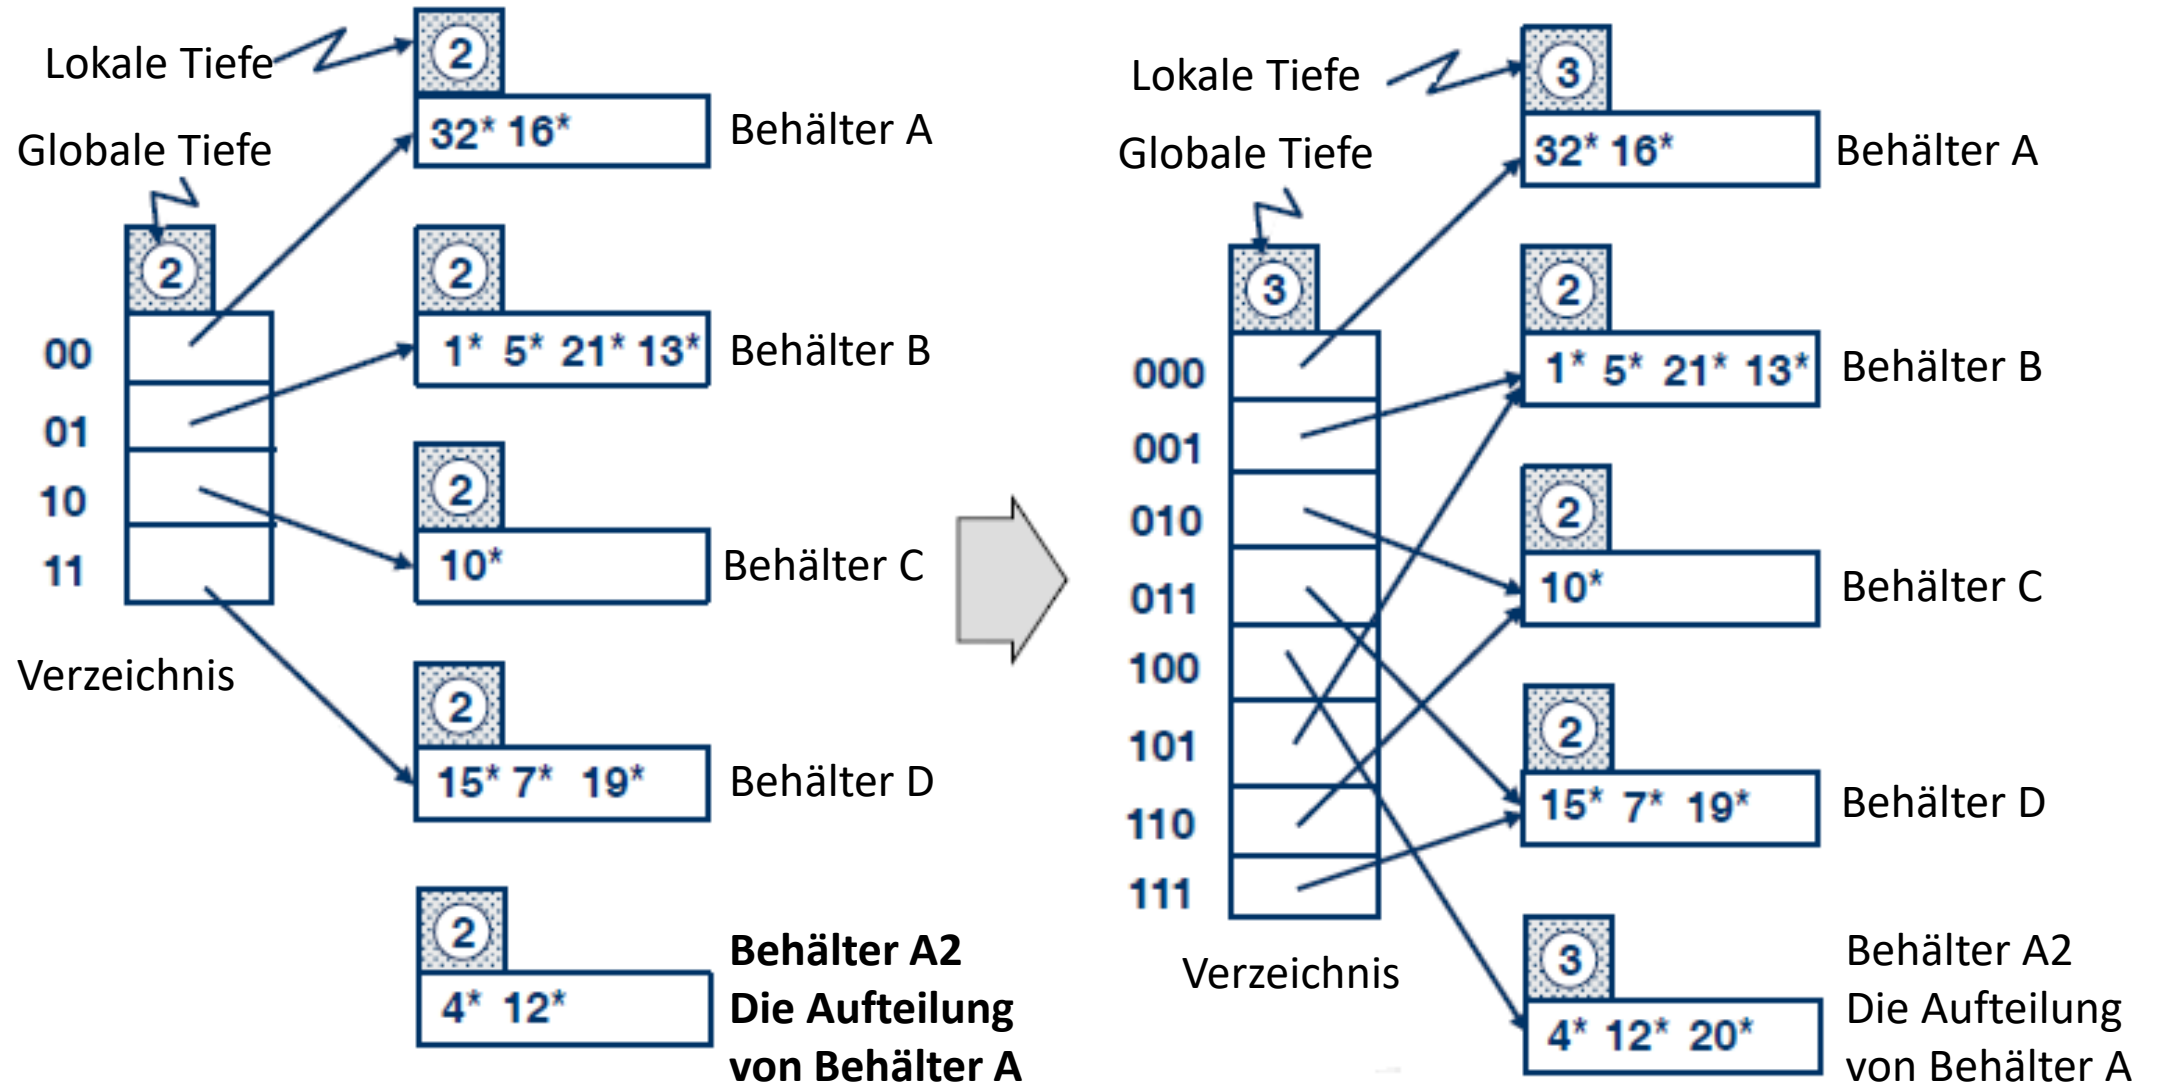 Lokale Tiefe
2
32* 16*
Behälter A
Globale Tiefe
2
2
00
1* 5* 21* 13*
Behälter B
01
2
10
10*
Behälter C
11
Verzeichnis
2
15* 7* 19*
Behälter D
2
4* 12*
Behälter A2
Die Aufteilung
von Behälter A
Lokale Tiefe
3
32* 16*
Behälter A
Globale Tiefe
3
2
000
1* 5* 21* 13*
Behälter B
001
2
010
10*
Behälter C
011
100
2
101
15* 7* 19*
Behälter D
110
111
Verzeichnis
3
4* 12* 20*
Behälter A2
Die Aufteilung
von Behälter A